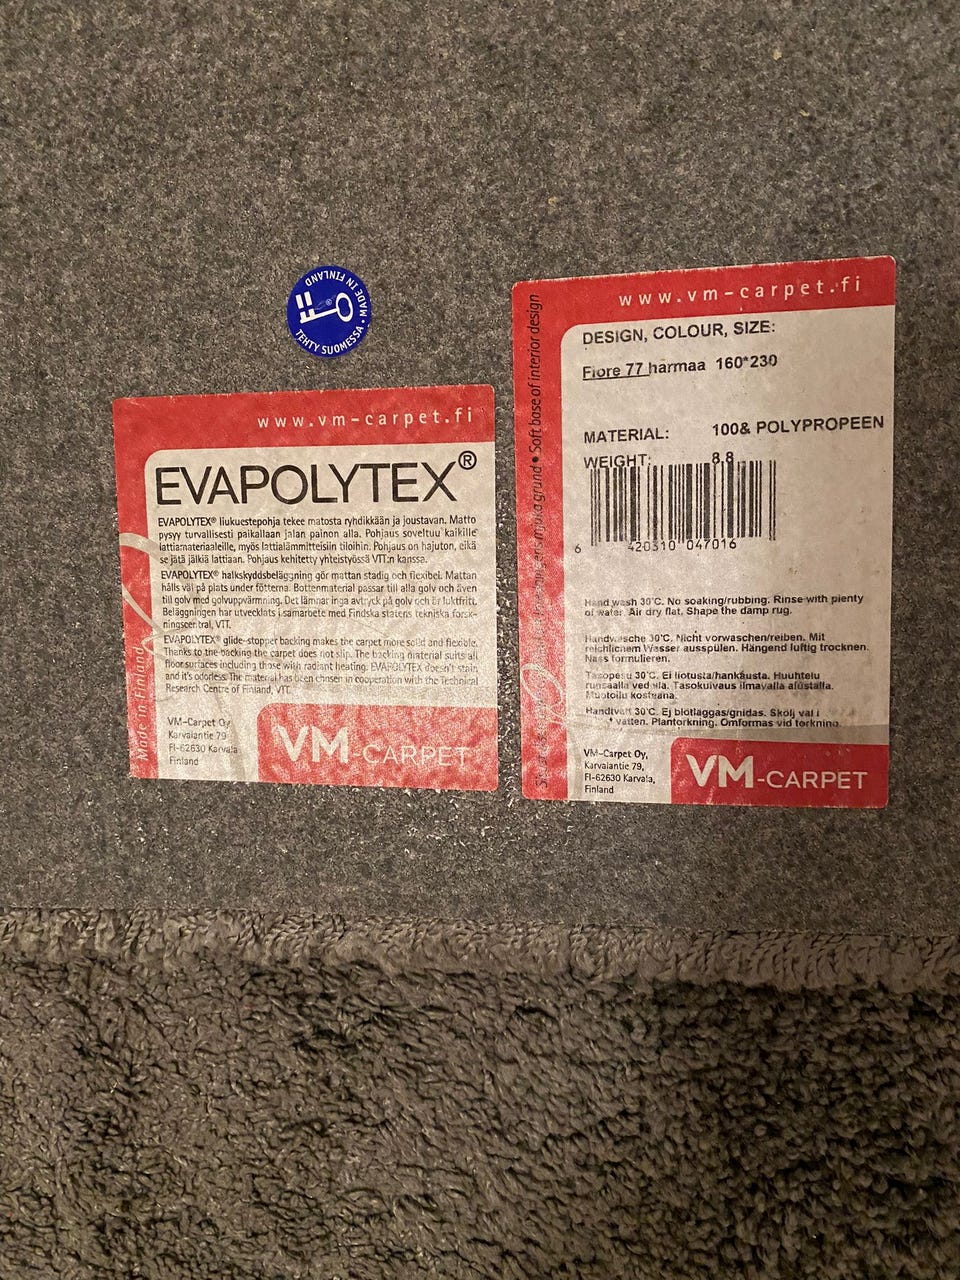 MADE IN FINLAND • TEHTY SUOMESSA •
www.vm-carpet.fi
EVAPOLYTEX®
EVAPOLYTEX® liukuestepohja tekee matosta ryhdikkään ja joustavan. Matto
pysyy turvallisesti paikallaan jalan painon alla. Pohjaus soveltuu kaikille
lattiamateriaaleille, myös lattialämmitteisiin tiloihin. Pohjaus on hajuton, eikä
se jätä jälkiä lattiaan. Pohjaus kehitetty yhteistyössä VTT:n kanssa.
EVAPOLYTEX® halkskyddsbeläggning gör mattan stadig och flexibel. Mattan
hålls väl på plats under fötterna. Bottenmaterial passar till alla golv och även
till golv med golvuppvärmning. Det lämnar inga avtryck på golv och är luktfritt.
Beläggningen har utvecklats i samarbete med Finska statens tekniska forsk-
ningscentral, VTT.
EVAPOLYTEX® glide-stopper backing makes the carpet more solid and flexible.
Thanks to the backing the carpet does not slip. The backing material suits all
floor surfaces including those with radiant heating. EVAPOLYTEX doesn't stain
and it's odorless. The material has been chosen in cooperation with the Technical
Research Centre of Finland, VTT.
Made in Finland
VM-Carpet Oy
Karvalantie 79
FI-62630 Karvala
Finland
VM-CARPET
www.vm-carpet.fi
DESIGN, COLOUR, SIZE:
Fiore 77 harmaa 160*230
MATERIAL: 100& POLYPROPEEN
WEIGHT: 8.8
6 420310 047016
Hand wash 30°C. No soaking/rubbing. Rinse with plenty
of water. Air dry flat. Shape the damp rug.
Handwäsche 30°C. Nicht vorwaschen/reiben. Mit
reichlichem Wasser ausspülen. Hängend luftig trocknen.
Nass formulieren.
Tasopesu 30°C. Ei liotusta/hankausta. Huuhtelu
runsaalla vedellä. Tasokuivaus ilmavalla alustalla.
Muotoilu kosteana.
Handtvätt 30°C. Ej blötläggas/gnidas. Skölj väl i
vatten. Plantorkning. Omformas vid torkning
grund • Soft base of interior design
VM-Carpet Oy,
Karvalantie 79,
FI-62630 Karvala,
Finland
VM-CARPET